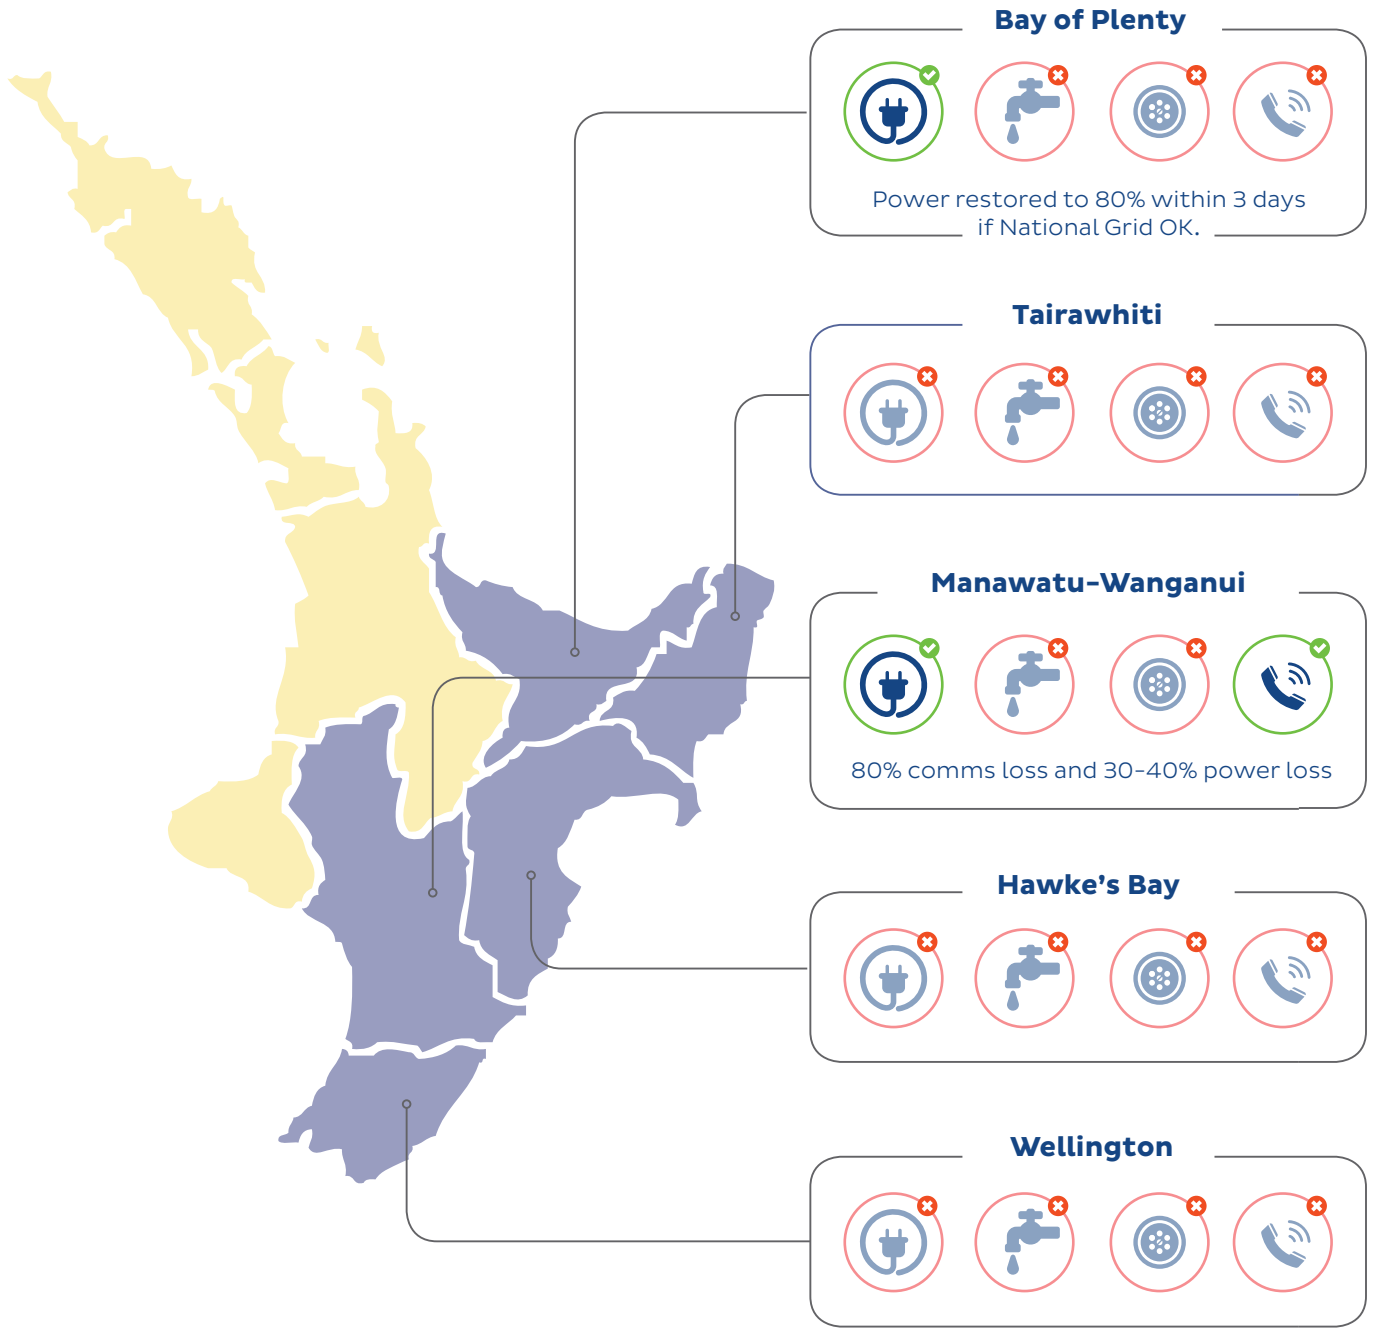 Bay of Plenty
Power restored to 80% within 3 days
if National Grid OK.
Tairawhiti
Manawatu-Wanganui
80% comms loss and 30-40% power loss
Hawke's Bay
Wellington